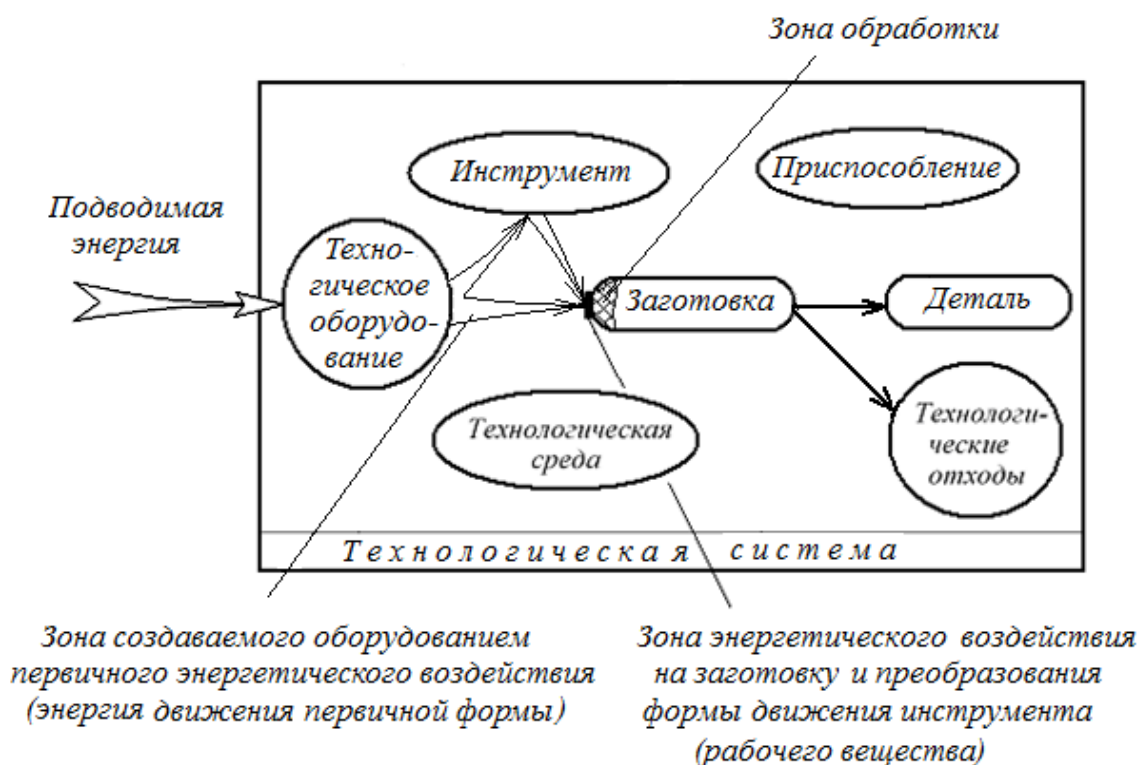 Зона обработки
Инструмент
Приспособление
Подводимая
энергия
Техно-
гическое
оборудо-
вание
Заготовка
Деталь
Технологическая
среда
Технологи-
ческие
отходы
Технологическая система
Зона создаваемого оборудованием
первичного энергетического воздействия
(энергия движения первичной формы)
Зона энергетического воздействия
на заготовку и преобразования
формы движения инструмента
(рабочего вещества)